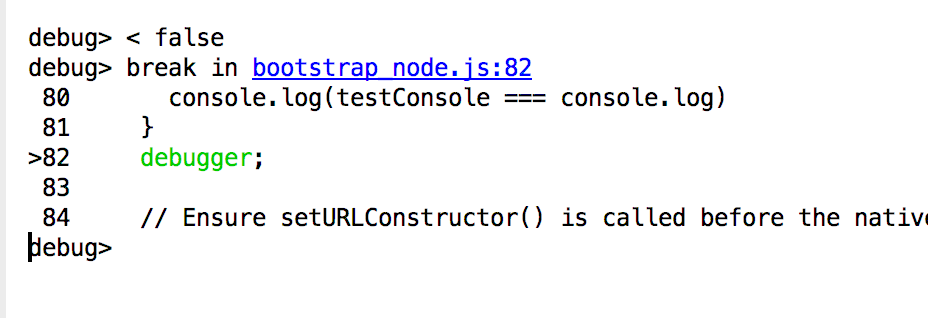 debug> < false
debug> break in bootstrap_node.js:82
80 console.log(testConsole === console.log)
81 }
>82 debugger;
83
84 // Ensure setURLConstructor() is called before the
debug>